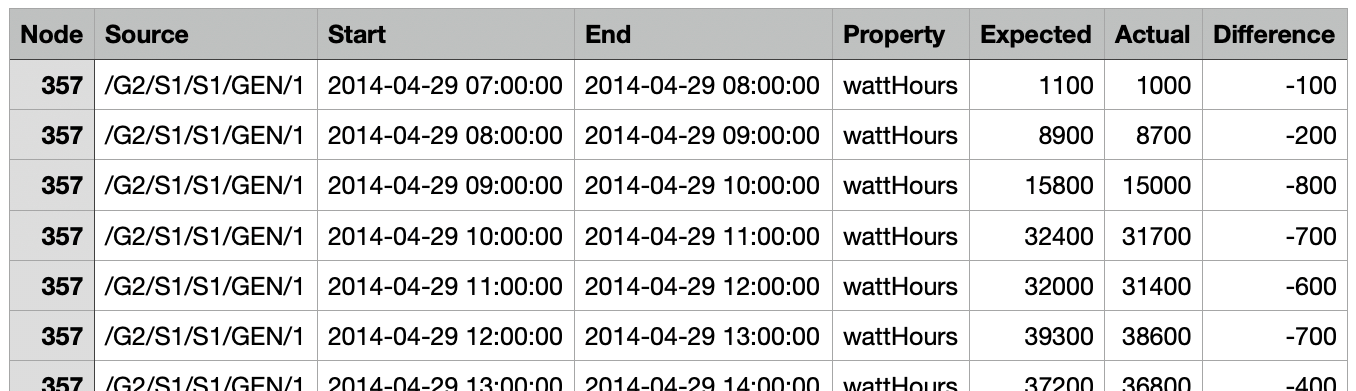 Node Source Start End Property Expected Actual Difference
357 /G2/S1/S1/GEN/1 2014-04-29 07:00:00 2014-04-29 08:00:00 wattHours 1100 1000 -100
357 /G2/S1/S1/GEN/1 2014-04-29 08:00:00 2014-04-29 09:00:00 wattHours 8900 8700 -200
357 /G2/S1/S1/GEN/1 2014-04-29 09:00:00 2014-04-29 10:00:00 wattHours 15800 15000 -800
357 /G2/S1/S1/GEN/1 2014-04-29 10:00:00 2014-04-29 11:00:00 wattHours 32400 31700 -700
357 /G2/S1/S1/GEN/1 2014-04-29 11:00:00 2014-04-29 12:00:00 wattHours 32000 31400 -600
357 /G2/S1/S1/GEN/1 2014-04-29 12:00:00 2014-04-29 13:00:00 wattHours 39300 38600 -700
357 /G2/S1/S1/GEN/1 2014-04-29 13:00:00 2014-04-29 14:00:00 wattHours 37200 36800 -400